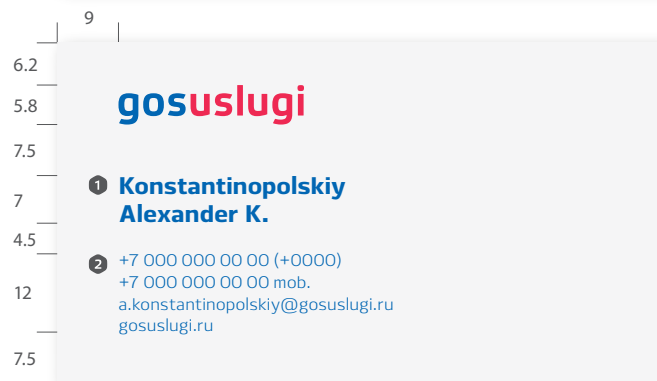 9
6.2
gosuslugi
5.8
7.5
1 Konstantinopolskiy
7
Alexander K.
4.5
2 +7 000 000 00 00 (+0000)
+7 000 000 00 00 mob.
12
a.konstantinopolskiy@gosuslugi.ru
gosuslugi.ru
7.5